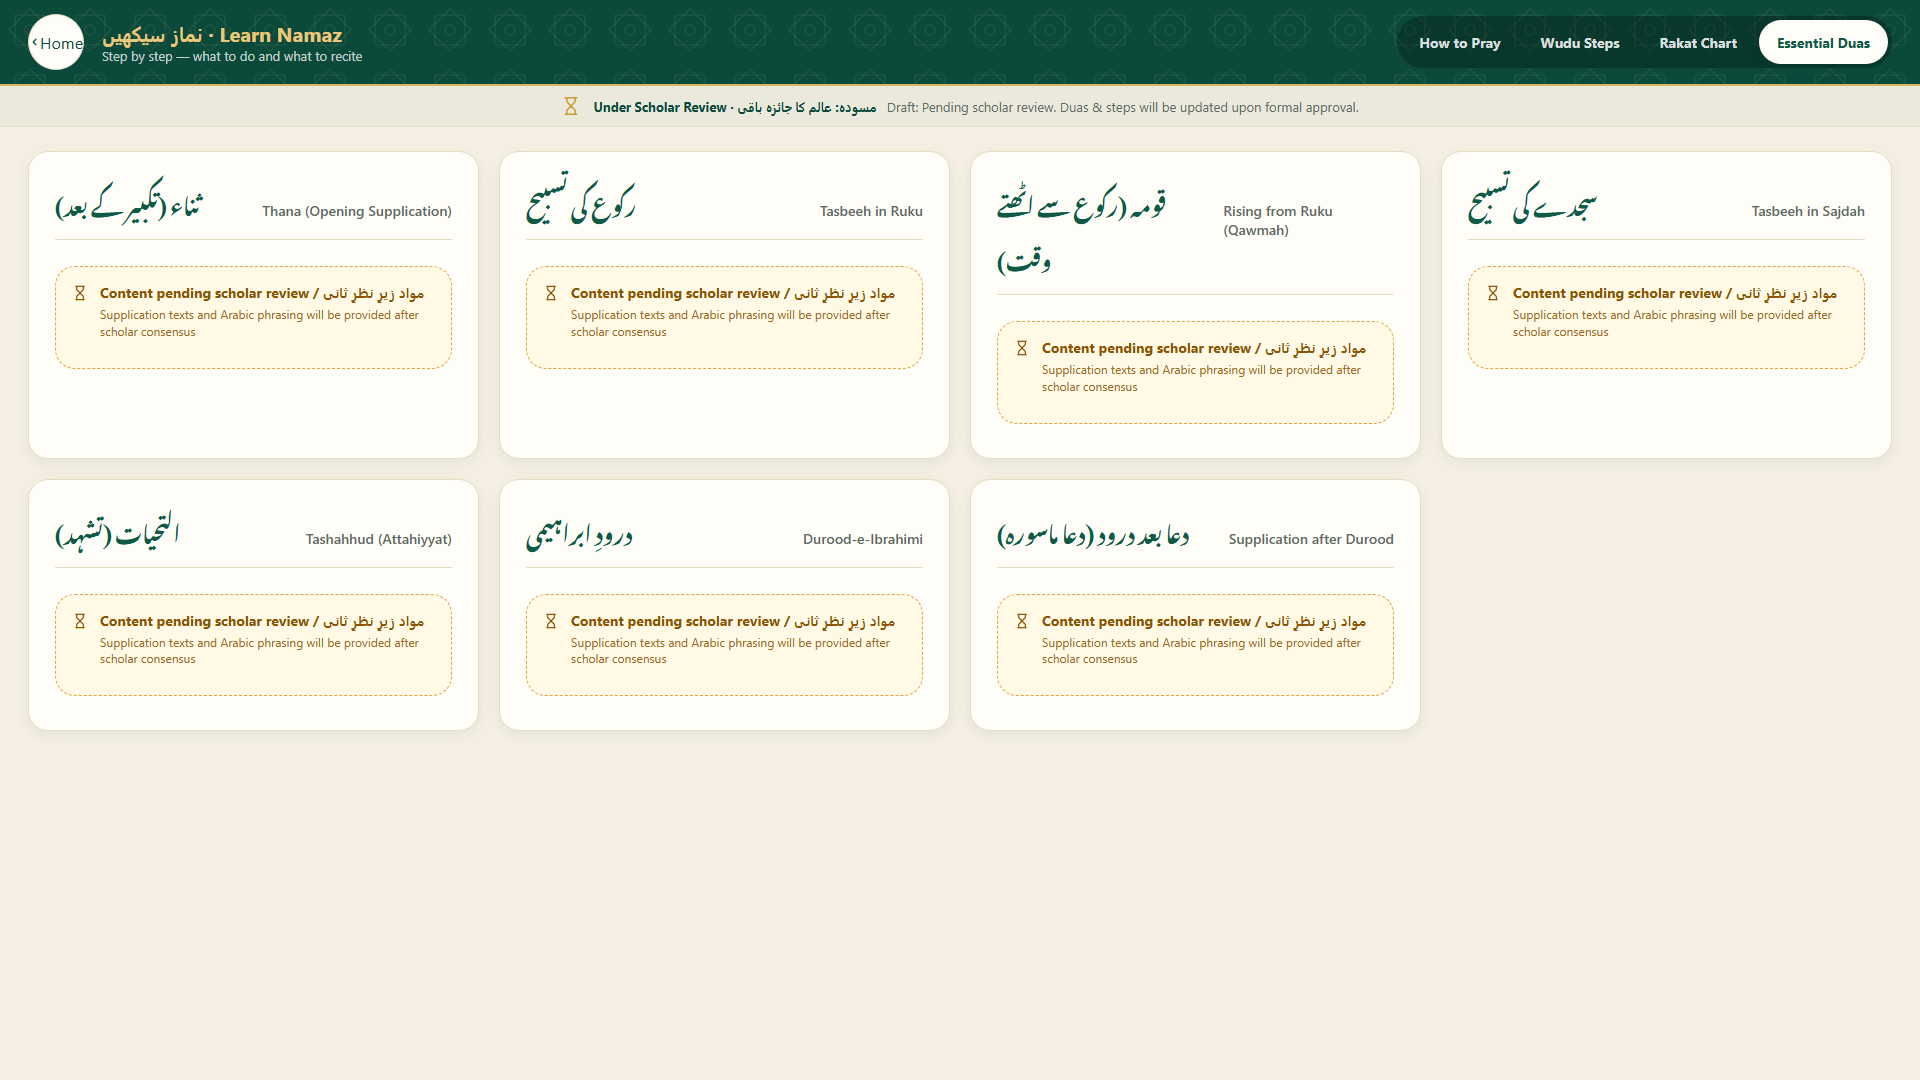 ‹ Home
نماز سیکھیں · Learn Namaz
Step by step — what to do and what to recite
How to Pray
Wudu Steps
Rakat Chart
Essential Duas
Under Scholar Review · مسودہ: عالم کا جائزہ باقی Draft: Pending scholar review. Duas & steps will be updated upon formal approval.
ثناء (تکبیر کے بعد)
Thana (Opening Supplication)
Content pending scholar review / مواد زیرِ نظرِ ثانی
Supplication texts and Arabic phrasing will be provided after
scholar consensus
رکوع کی تسبیح
Tasbeeh in Ruku
Content pending scholar review / مواد زیرِ نظرِ ثانی
Supplication texts and Arabic phrasing will be provided after
scholar consensus
قومہ (رکوع سے اٹھتے
وقت)
Rising from Ruku
(Qawmah)
Content pending scholar review / مواد زیرِ نظرِ ثانی
Supplication texts and Arabic phrasing will be provided after
scholar consensus
سجدے کی تسبیح
Tasbeeh in Sajdah
Content pending scholar review / مواد زیرِ نظرِ ثانی
Supplication texts and Arabic phrasing will be provided after
scholar consensus
التحیات (تشہد)
Tashahhud (Attahiyyat)
Content pending scholar review / مواد زیرِ نظرِ ثانی
Supplication texts and Arabic phrasing will be provided after
scholar consensus
درودِ ابراہیمی
Durood-e-Ibrahimi
Content pending scholar review / مواد زیرِ نظرِ ثانی
Supplication texts and Arabic phrasing will be provided after
scholar consensus
دعا بعد درود (دعا ماسورہ)
Supplication after Durood
Content pending scholar review / مواد زیرِ نظرِ ثانی
Supplication texts and Arabic phrasing will be provided after
scholar consensus